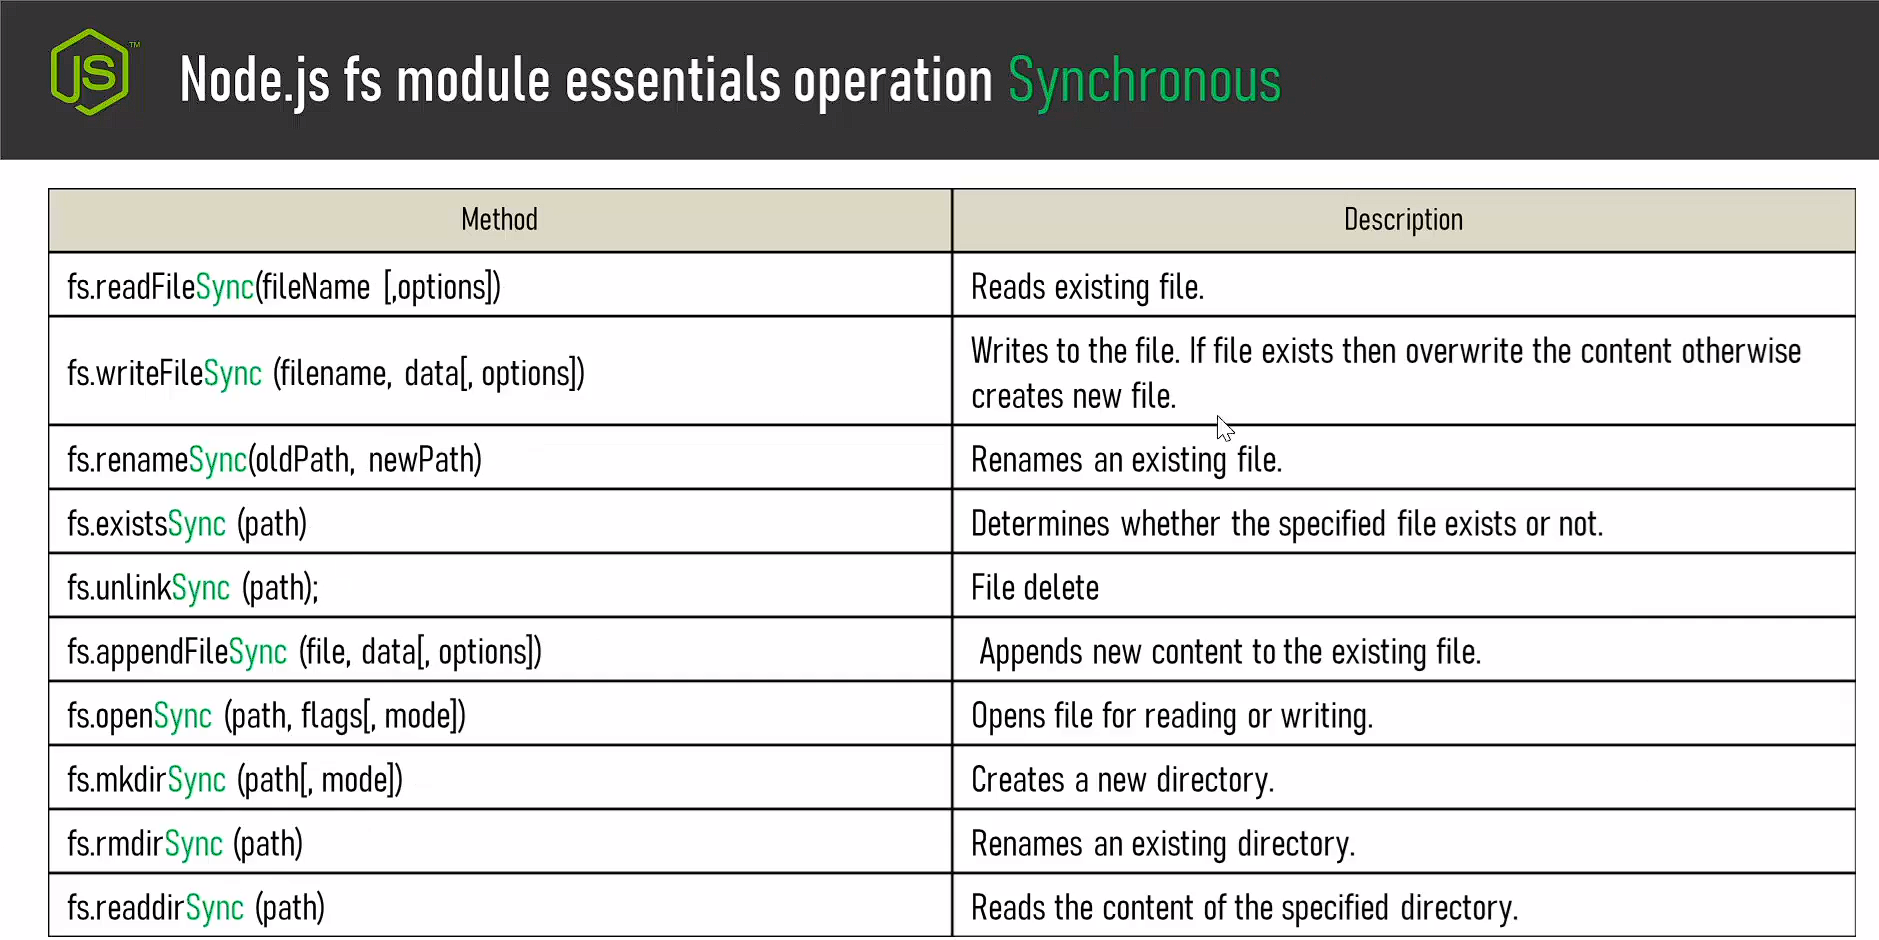 JS™
Node.js fs module essentials operation Synchronous
Method
Description
fs.readFileSync(fileName [,options])
Reads existing file.
fs.writeFileSync (filename, data[, options])
Writes to the file. If file exists then overwrite the content otherwise
creates new file.
fs.renameSync(oldPath, newPath)
Renames an existing file.
fs.existsSync (path)
Determines whether the specified file exists or not.
fs.unlinkSync (path);
File delete
fs.appendFileSync (file, data[, options])
Appends new content to the existing file.
fs.openSync (path, flags[, mode])
Opens file for reading or writing.
fs.mkdirSync (path[, mode])
Creates a new directory.
fs.rmdirSync (path)
Renames an existing directory.
fs.readdirSync (path)
Reads the content of the specified directory.